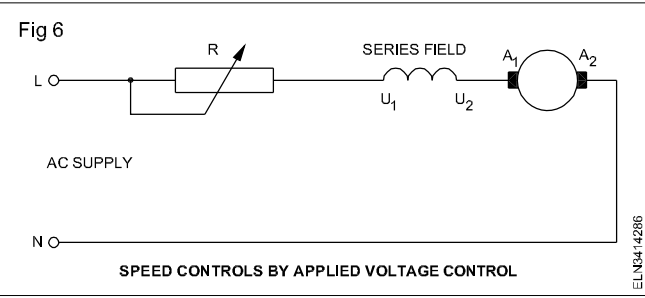 Fig 6
R
SERIES FIELD
A1 A2
L
U1 U2
AC SUPPLY
N
SPEED CONTROLS BY APPLIED VOLTAGE CONTROL
ELN3414286